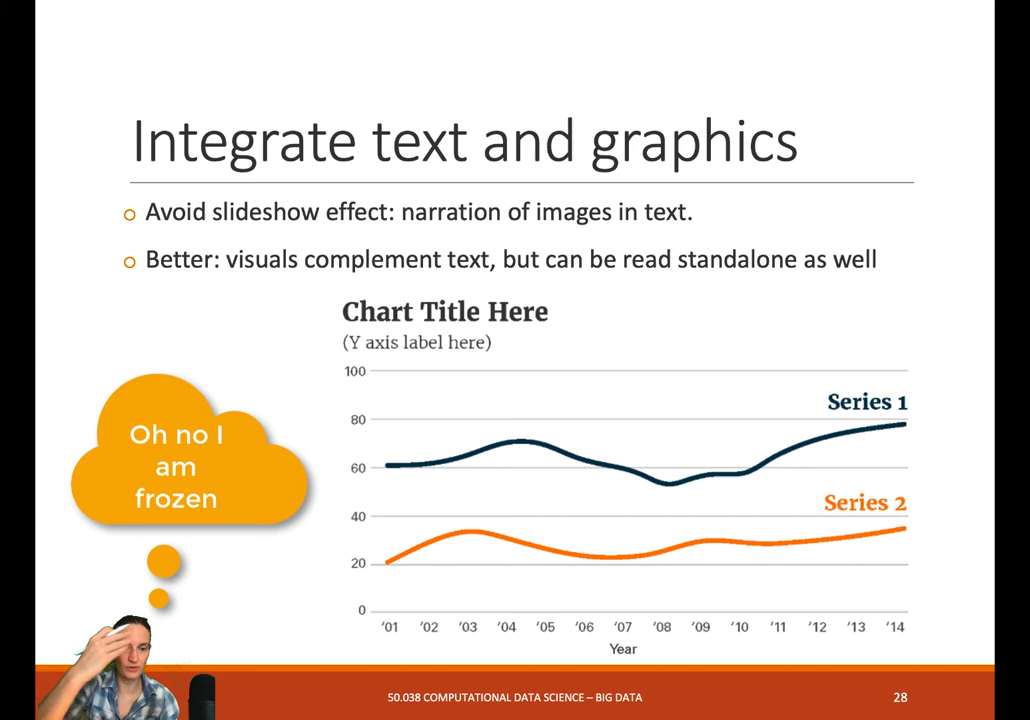 Integrate text and graphics
Avoid slideshow effect: narration of images in text.
Better: visuals complement text, but can be read standalone as well
Chart Title Here
(Y axis label here)
100
80
60
40
20
0
Series 1
Series 2
'01 '02 '03 '04 '05 '06 '07 '08 '09 '10 '11 '12 '13 '14
Year
Oh no I
am
frozen
50.038 COMPUTATIONAL DATA SCIENCE – BIG DATA
28